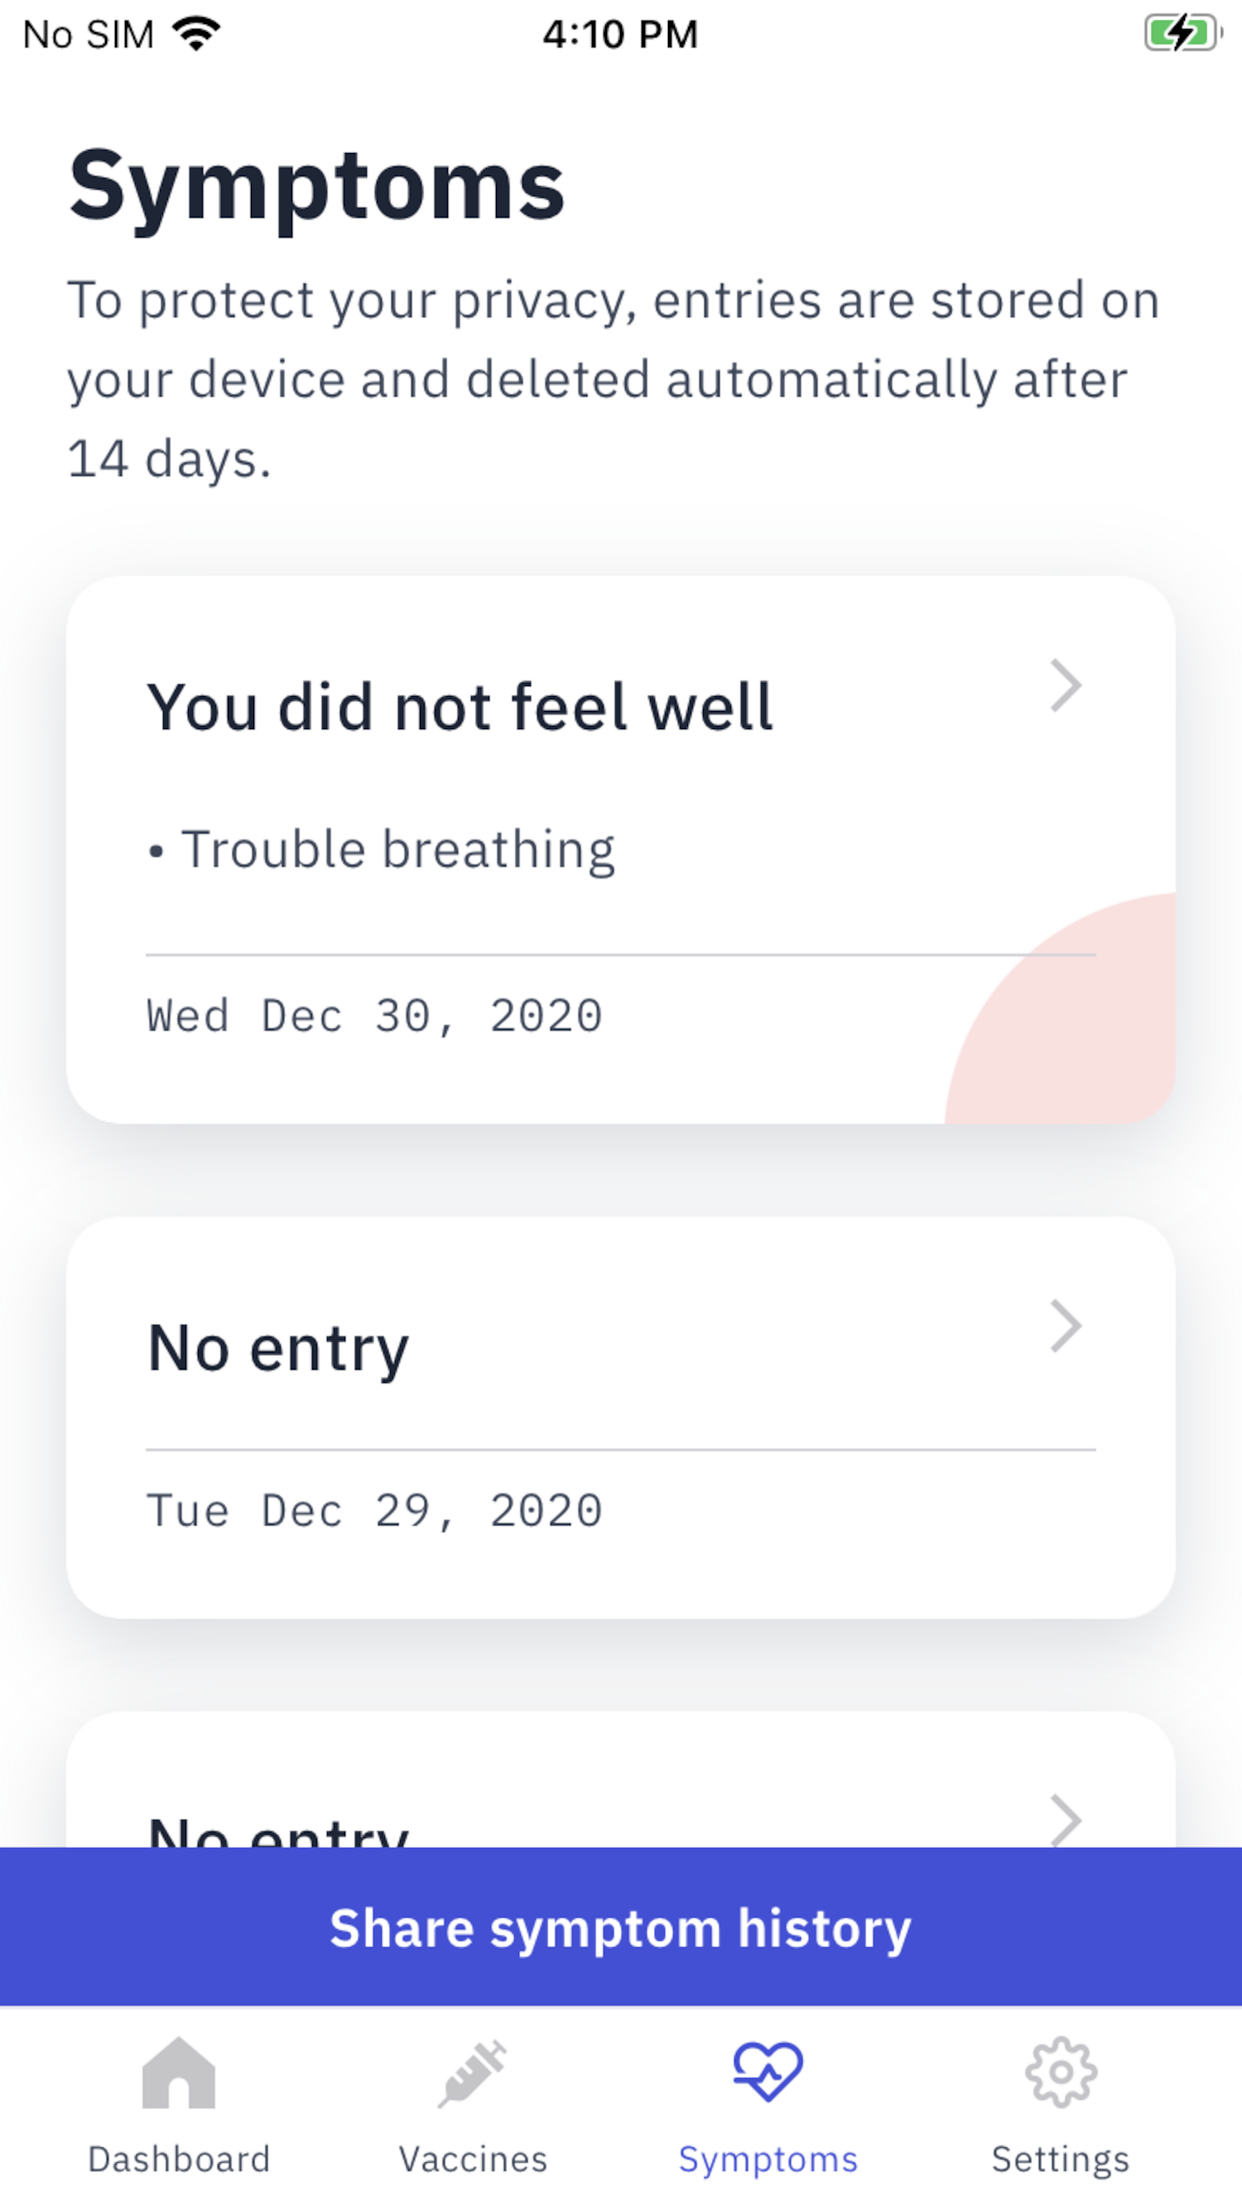 No SIM
4:10 PM
Symptoms
To protect your privacy, entries are stored on
your device and deleted automatically after
14 days.
You did not feel well
• Trouble breathing
Wed Dec 30, 2020
No entry
Tue Dec 29, 2020
No entry
Share symptom history
Dashboard
Vaccines
Symptoms
Settings